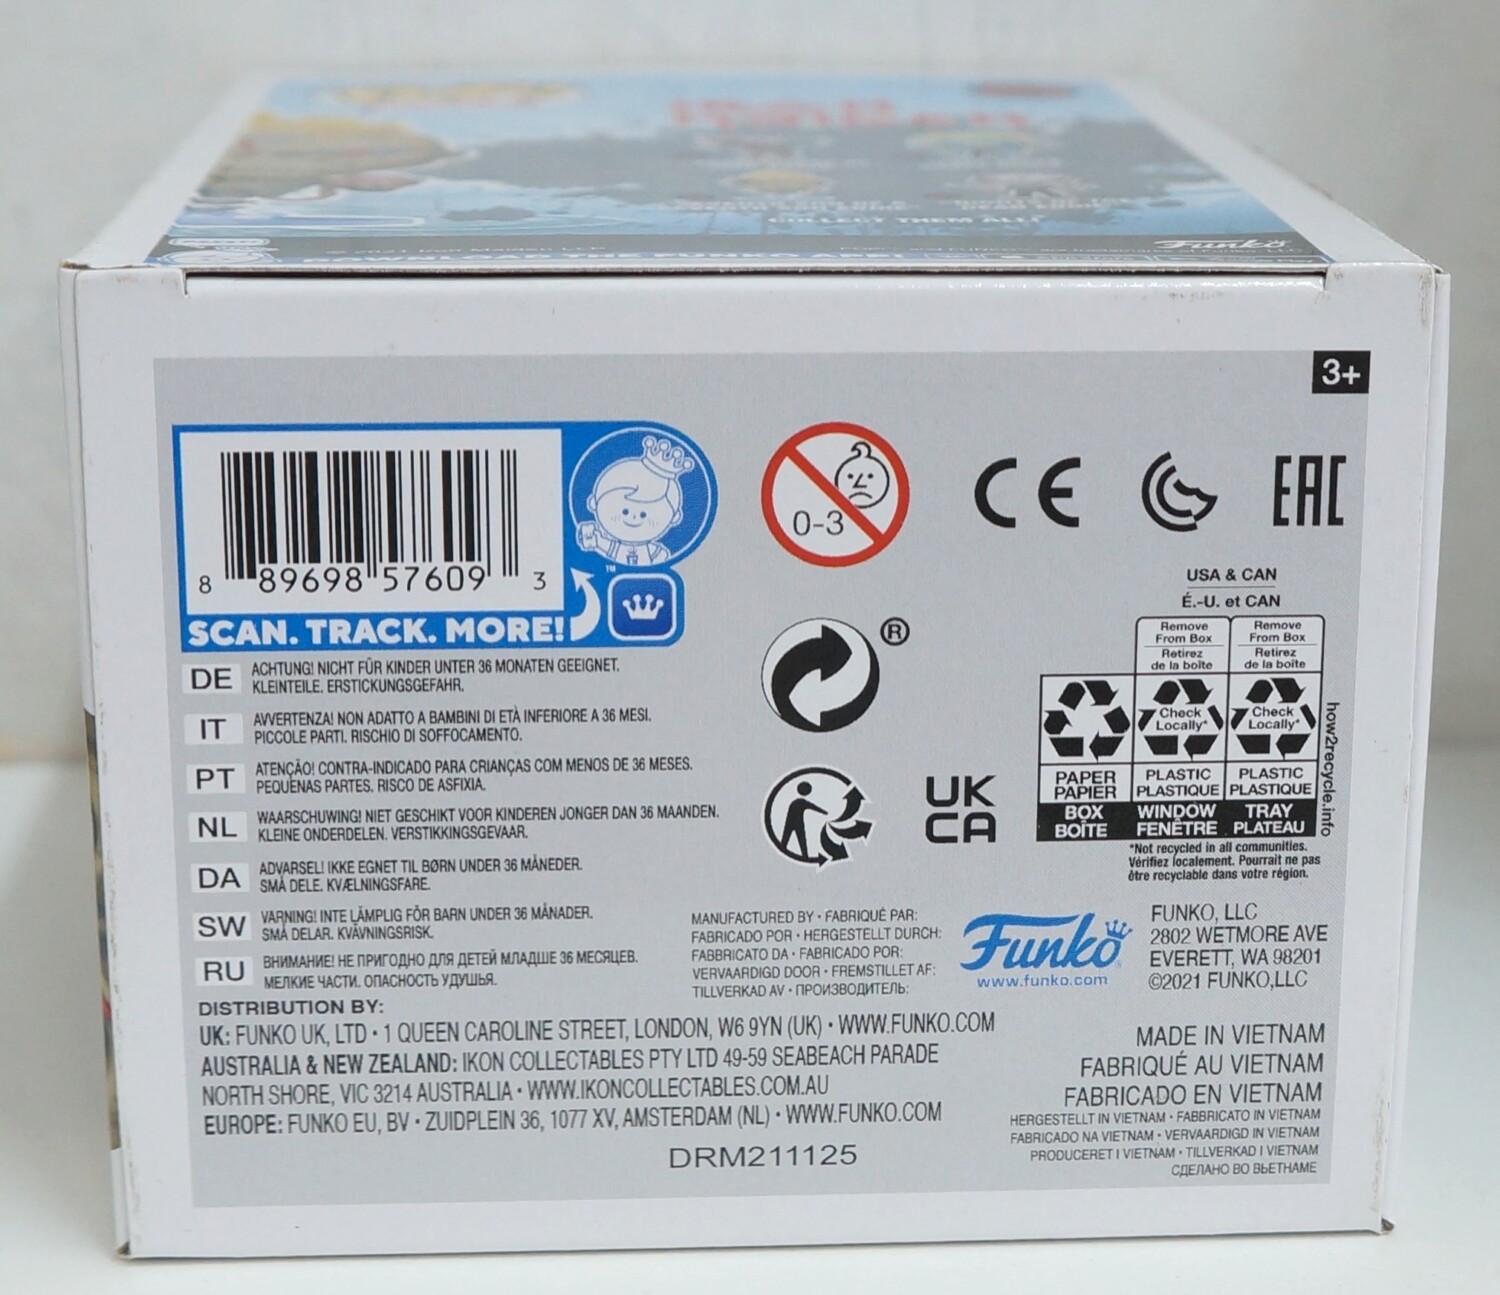 COLLECT THEM ALL!
Funko
3+
8 89698 57609 3
SCAN. TRACK. MORE!
TM
0-3
CE
EAC
®
UK
CA
USA & CAN
É.-U. et CAN
Remove From Box Retirez de la boîte
Remove From Box Retirez de la boîte
Check Locally*
Check Locally*
PAPER PAPIER
PLASTIC PLASTIQUE
PLASTIC PLASTIQUE
BOX BOÎTE
WINDOW FENÊTRE
TRAY PLATEAU
how2recycle.info
*Not recycled in all communities.
Vérifiez localement. Pourrait ne pas
être recyclable dans votre région.
DE ACHTUNG! NICHT FÜR KINDER UNTER 36 MONATEN GEEIGNET.
KLEINTEILE. ERSTICKUNGSGEFAHR.
IT AVVERTENZA! NON ADATTO A BAMBINI DI ETÀ INFERIORE A 36 MESI.
PICCOLE PARTI. RISCHIO DI SOFFOCAMENTO.
PT ATENÇÃO! CONTRA-INDICADO PARA CRIANÇAS COM MENOS DE 36 MESES.
PEQUENAS PARTES. RISCO DE ASFIXIA.
NL WAARSCHUWING! NIET GESCHIKT VOOR KINDEREN JONGER DAN 36 MAANDEN.
KLEINE ONDERDELEN. VERSTIKKINGSGEVAAR.
DA ADVARSEL! IKKE EGNET TIL BØRN UNDER 36 MÅNEDER.
SMÅ DELE. KVÆLNINGSFARE.
SW VARNING! INTE LÄMPLIG FÖR BARN UNDER 36 MÅNADER.
SMÅ DELAR. KVÄVNINGSRISK.
RU ВНИМАНИЕ! НЕ ПРИГОДНО ДЛЯ ДЕТЕЙ МЛАДШЕ 36 МЕСЯЦЕВ.
МЕЛКИЕ ЧАСТИ. ОПАСНОСТЬ УДУШЬЯ.
MANUFACTURED BY • FABRIQUÉ PAR:
FABRICADO POR • HERGESTELLT DURCH:
FABBRICATO DA • FABRICADO POR:
VERVAARDIGD DOOR • FREMSTILLET AF:
TILLVERKAD AV • ПРОИЗВОДИТЕЛЬ:
Funko
www.funko.com
FUNKO, LLC
2802 WETMORE AVE
EVERETT, WA 98201
©2021 FUNKO,LLC
DISTRIBUTION BY:
UK: FUNKO UK, LTD • 1 QUEEN CAROLINE STREET, LONDON, W6 9YN (UK) • WWW.FUNKO.COM
AUSTRALIA & NEW ZEALAND: IKON COLLECTABLES PTY LTD 49-59 SEABEACH PARADE
NORTH SHORE, VIC 3214 AUSTRALIA • WWW.IKONCOLLECTABLES.COM.AU
EUROPE: FUNKO EU, BV • ZUIDPLEIN 36, 1077 XV, AMSTERDAM (NL) • WWW.FUNKO.COM
DRM211125
MADE IN VIETNAM
FABRIQUÉ AU VIETNAM
FABRICADO EN VIETNAM
HERGESTELLT IN VIETNAM • FABBRICATO IN VIETNAM
FABRICADO NA VIETNAM • VERVAARDIGD IN VIETNAM
PRODUCERET I VIETNAM • TILLVERKAD I VIETNAM
СДЕЛАНО ВО ВЬЕТНАМЕ